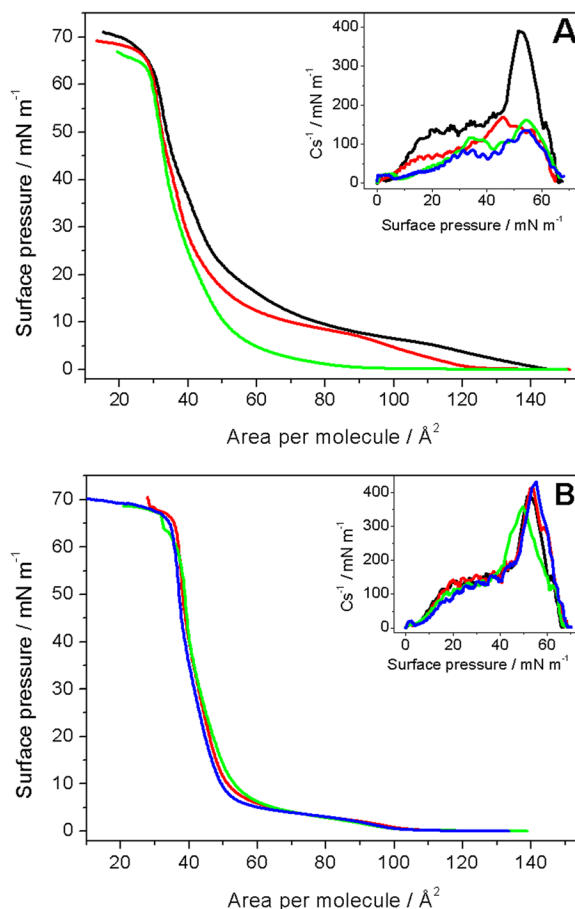 A
Surface pressure / mN m⁻¹
70
60
50
40
30
20
10
0
20 40 60 80 100 120 140
Area per molecule / Å²
Cs⁻¹ / mN m⁻¹
400
300
200
100
0
0 20 40 60
Surface pressure / mN m⁻¹
B
Surface pressure / mN m⁻¹
70
60
50
40
30
20
10
0
20 40 60 80 100 120 140
Area per molecule / Å²
Cs⁻¹ / mN m⁻¹
400
300
200
100
0
0 20 40 60
Surface pressure / mN m⁻¹